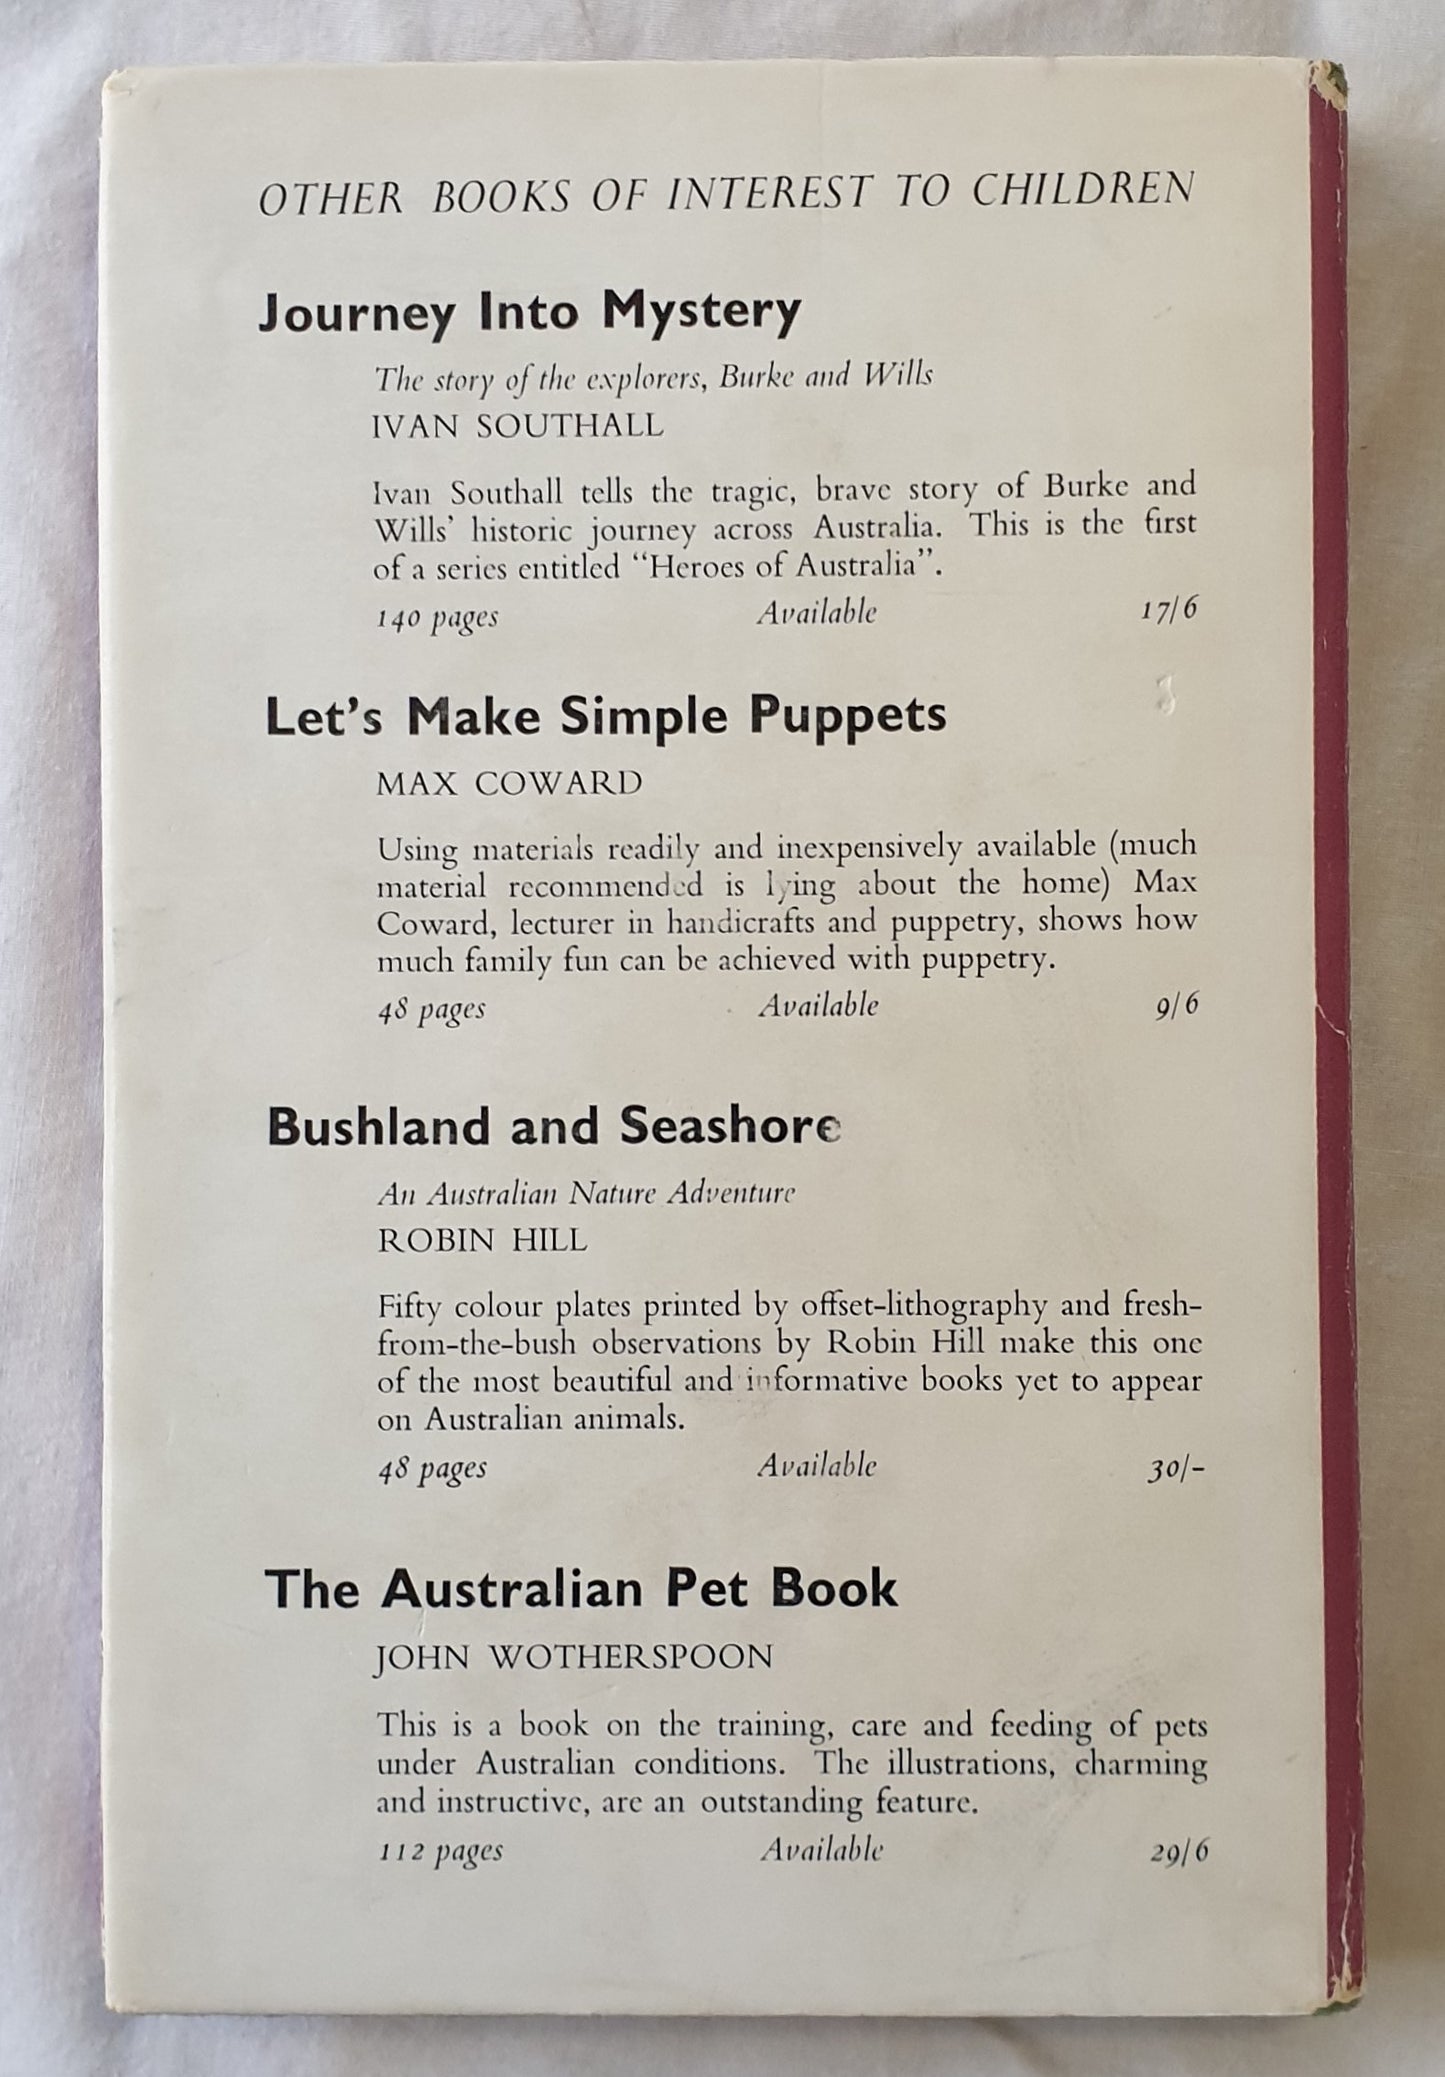 OTHER BOOKS OF INTEREST TO CHILDREN
Journey Into Mystery
The story of the explorers, Burke and Wills
IVAN SOUTHALL
Ivan Southall tells the tragic, brave story of Burke and
Wills’ historic journey across Australia. This is the first
of a series entitled “Heroes of Australia”.
140 pages Available 17/6
Let’s Make Simple Puppets
MAX COWARD
Using materials readily and inexpensively available (much
material recommended is lying about the home) Max
Coward, lecturer in handicrafts and puppetry, shows how
much family fun can be achieved with puppetry.
48 pages Available 9/6
Bushland and Seashore
An Australian Nature Adventure
ROBIN HILL
Fifty colour plates printed by offset-lithography and fresh-
from-the-bush observations by Robin Hill make this one
of the most beautiful and informative books yet to appear
on Australian animals.
48 pages Available 30/-
The Australian Pet Book
JOHN WOTHERSPOON
This is a book on the training, care and feeding of pets
under Australian conditions. The illustrations, charming
and instructive, are an outstanding feature.
112 pages Available 29/6